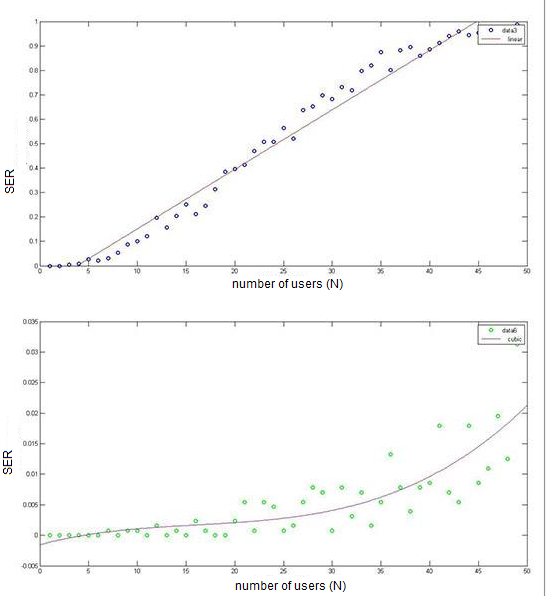 1
0.9
0.8
0.7
0.6
0.5
0.4
0.3
0.2
0.1
0
SER
data3
linear
0 5 10 15 20 25 30 35 40 45 50
number of users (N)
0.035
0.03
0.025
0.02
0.015
0.01
0.005
0
-0.005
SER
data6
cubic
0 5 10 15 20 25 30 35 40 45 50
number of users (N)